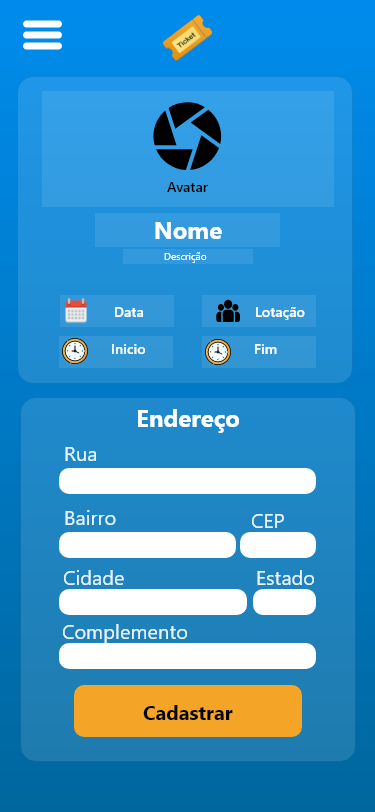 Ticket
Avatar
Nome
Descrição
Data
Lotação
Inicio
Fim
Endereço
Rua
Bairro
CEP
Cidade
Estado
Complemento
Cadastrar